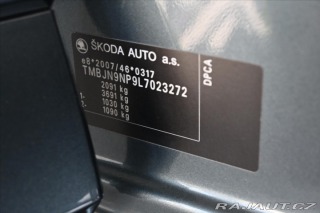 ŠKODA AUTO a.s.
e8*2007/46*0317
TMBJN9NP9L7023272
2091 kg
3691 kg
1- 1030 kg
2- 1090 kg
DPCA
RAJAUT.CZ